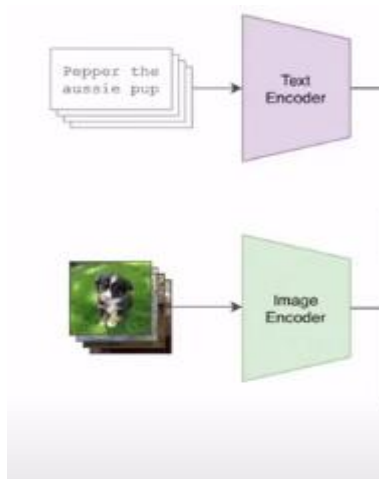 Pepper the
aussie pup
Text
Encoder
Image
Encoder